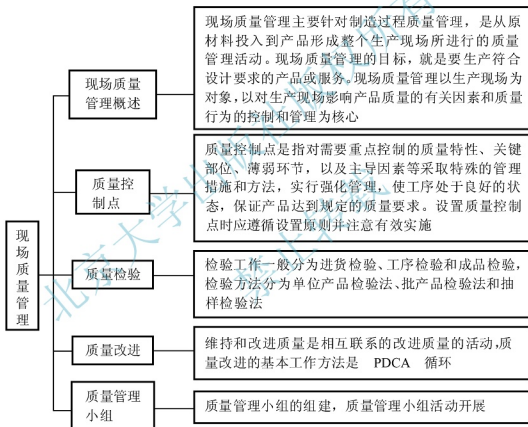 现场质量管理主要针对制造过程质量管理，是从原
材料投入到产品形成整个生产现场所进行的质量
管理活动。现场质量管理的目标，就是要生产符合
设计要求的产品或服务。现场质量管理以生产现场为
对象，以对生产现场影响产品质量的有关因素和质量
行为的控制和管理为核心
现场质量
管理概述
质量控制点是指对需要重点控制的质量特性、关键
部位、薄弱环节，以及主导因素等采取特殊的管理
措施和方法，实行强化管理，使工序处于良好的状
态，保证产品达到规定的质量要求。设置质量控制
点时应遵循设置原则并注意有效实施
质量控
制点
现
场
质
量
管
理
检验工作一般分为进货检验、工序检验和成品检验，
检验方法分为单位产品检验法、批产品检验法和抽
样检验法
质量检验
维持和改进质量是相互联系的改进质量的活动，质
量改进的基本工作方法是 PDCA 循环
质量改进
质量管理小组的组建，质量管理小组活动开展
质量管理
小组
北京大学出版社版权所有
禁止转载